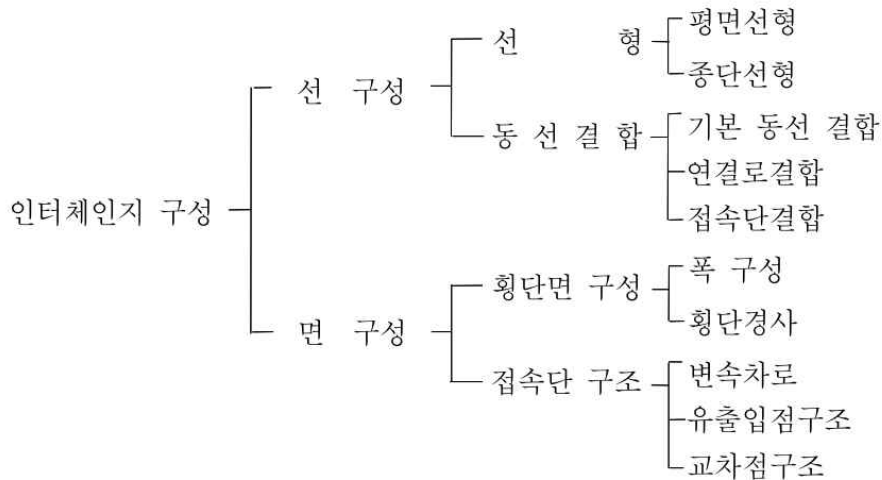 인터체인지 구성
선 구성
선 형
평면선형
종단선형
동 선 결 합
기본 동선 결합
연결로결합
접속단결합
면 구성
횡단면 구성
폭 구성
횡단경사
접속단 구조
변속차로
유출입점구조
교차점구조